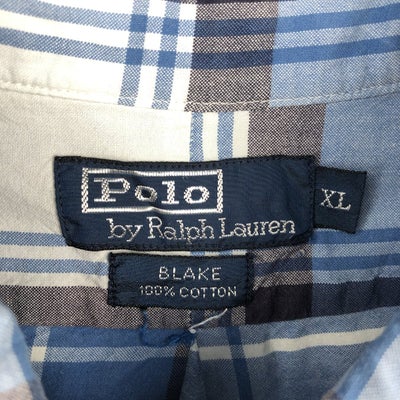 Polo
by Ralph Lauren
XL
BLAKE
100% COTTON